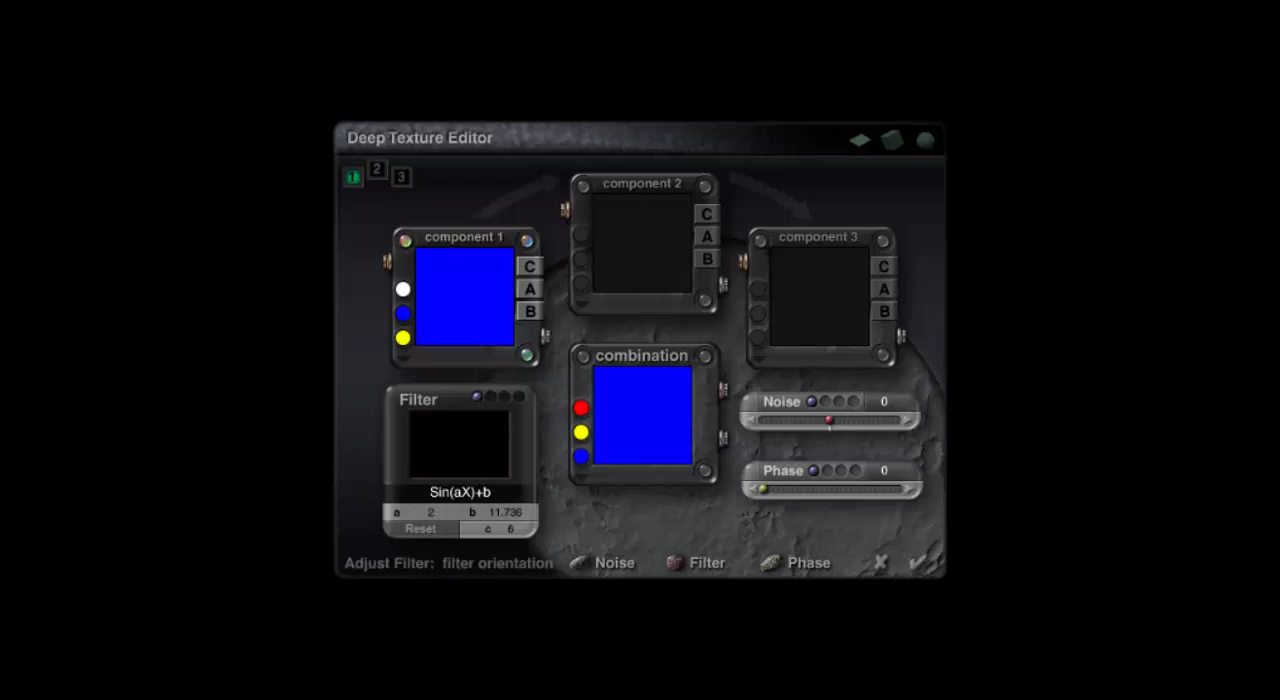 Deep Texture Editor
1 2 3
component 1
C
A
B
component 2
C
A
B
component 3
C
A
B
combination
Filter
Sin(aX)+b
a 2 b 11.736
Reset c 6
Noise 0
Phase 0
Adjust Filter: filter orientation Noise Filter Phase